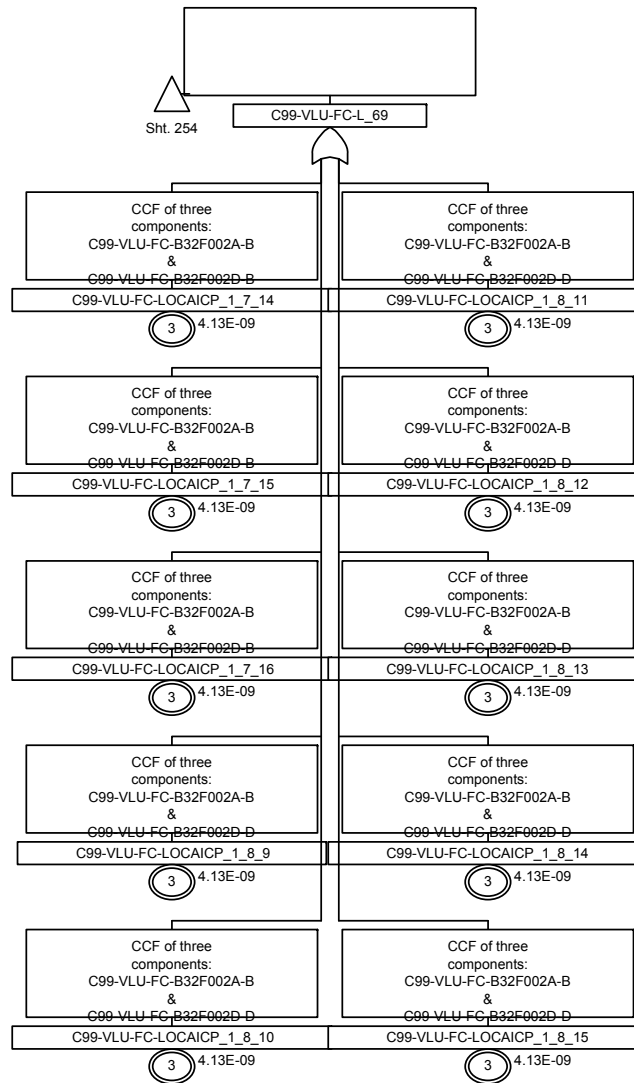 C99-VLU-FC-L_69
Sht. 254
CCF of three
components:
C99-VLU-FC-B32F002A-B
&
C99-VLU-FC-B32F002D-B
C99-VLU-FC-LOCAICP_1_7_14
3
4.13E-09
CCF of three
components:
C99-VLU-FC-B32F002A-B
&
C99-VLU-FC-B32F002D-D
C99-VLU-FC-LOCAICP_1_8_11
3
4.13E-09
CCF of three
components:
C99-VLU-FC-B32F002A-B
&
C99-VLU-FC-B32F002D-B
C99-VLU-FC-LOCAICP_1_7_15
3
4.13E-09
CCF of three
components:
C99-VLU-FC-B32F002A-B
&
C99-VLU-FC-B32F002D-D
C99-VLU-FC-LOCAICP_1_8_12
3
4.13E-09
CCF of three
components:
C99-VLU-FC-B32F002A-B
&
C99-VLU-FC-B32F002D-B
C99-VLU-FC-LOCAICP_1_7_16
3
4.13E-09
CCF of three
components:
C99-VLU-FC-B32F002A-B
&
C99-VLU-FC-B32F002D-D
C99-VLU-FC-LOCAICP_1_8_13
3
4.13E-09
CCF of three
components:
C99-VLU-FC-B32F002A-B
&
C99-VLU-FC-B32F002D-D
C99-VLU-FC-LOCAICP_1_8_9
3
4.13E-09
CCF of three
components:
C99-VLU-FC-B32F002A-B
&
C99-VLU-FC-B32F002D-D
C99-VLU-FC-LOCAICP_1_8_14
3
4.13E-09
CCF of three
components:
C99-VLU-FC-B32F002A-B
&
C99-VLU-FC-B32F002D-D
C99-VLU-FC-LOCAICP_1_8_10
3
4.13E-09
CCF of three
components:
C99-VLU-FC-B32F002A-B
&
C99-VLU-FC-B32F002D-D
C99-VLU-FC-LOCAICP_1_8_15
3
4.13E-09